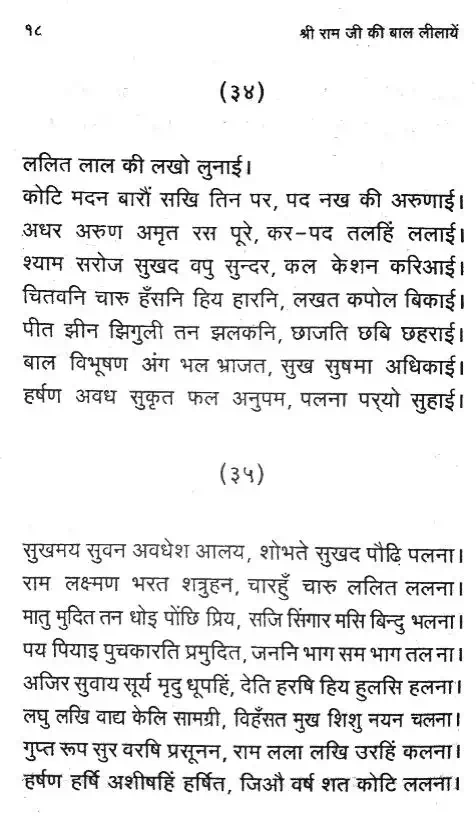 १८
श्री राम जी की बाल लीलायें
(३४)
ललित लाल की लखो लुनाई।
कोटि मदन बारौं सखि तिन पर, पद नख की अरुणाई।
अधर अरुण अमृत रस पूरे, कर-पद तलहिं ललाई।
श्याम सरोज सुखद वपु सुन्दर, कल केशन करिआई।
चितवनि चारु हँसनि हिय हारनि, लखत कपोल बिकाई।
पीत झीन झिगुली तन झलकनि, छाजति छबि छहराई।
बाल विभूषण अंग भल भ्राजत, सुख सुषमा अधिकाई।
हर्षण अवध सुकृत फल अनुपम, पलना पर्‌यो सुहाई।
(३५)
सुखमय सुवन अवधेश आलय, शोभते सुखद पौढ़ि पलना।
राम लक्ष्मण भरत शत्रुहन, चारहुँ चारु ललित ललना।
मातु मुदित तन धोइ पोंछि प्रिय, सजि सिंगार मसि बिन्दु भलना।
पय पियाइ पुचकारति प्रमुदित, जननि भाग सम भाग तल ना।
अजिर सुवाय सूर्य मृदु धूपहिं, देति हरषि हिय हुलसि हलना।
लघु लखि वाद्य केलि सामग्री, विहँसत मुख शिशु नयन चलना।
गुप्त रूप सुर वरषि प्रसूनन, राम लला लखि उरहिं कलना।
हर्षण हर्षि अशीषहिं हर्षित, जिऔ वर्ष शत कोटि ललना।